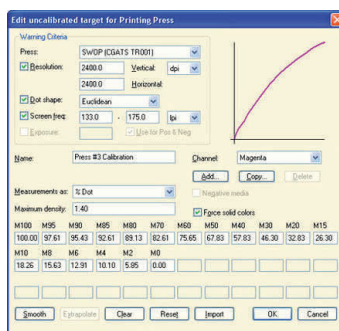 Edit uncalibrated target for Printing Press
Warning Criteria
Press: SWOP (CGATS TR001)
Resolution: 2400.0 Vertical: dpi
2400.0 Horizontal:
Dot shape: Euclidean
Screen freq: 133.0 - 175.0 lpi
Exposure: Use for Pos & Neg
Name: Press #3 Calibration Channel: Magenta
Add... Copy... Delete
Measurements as: % Dot Negative media
Maximum density: 1.40 Force solid colors
M100 M95 M90 M85 M80 M70 M60 M50 M40 M30 M20 M15
100.00 97.61 95.43 92.61 89.13 82.61 75.65 67.83 57.83 46.30 32.83 26.30
M10 M8 M6 M4 M2 M0
18.26 15.63 12.91 10.10 5.85 0.00
Smooth Extrapolate Clear Reset Import OK Cancel